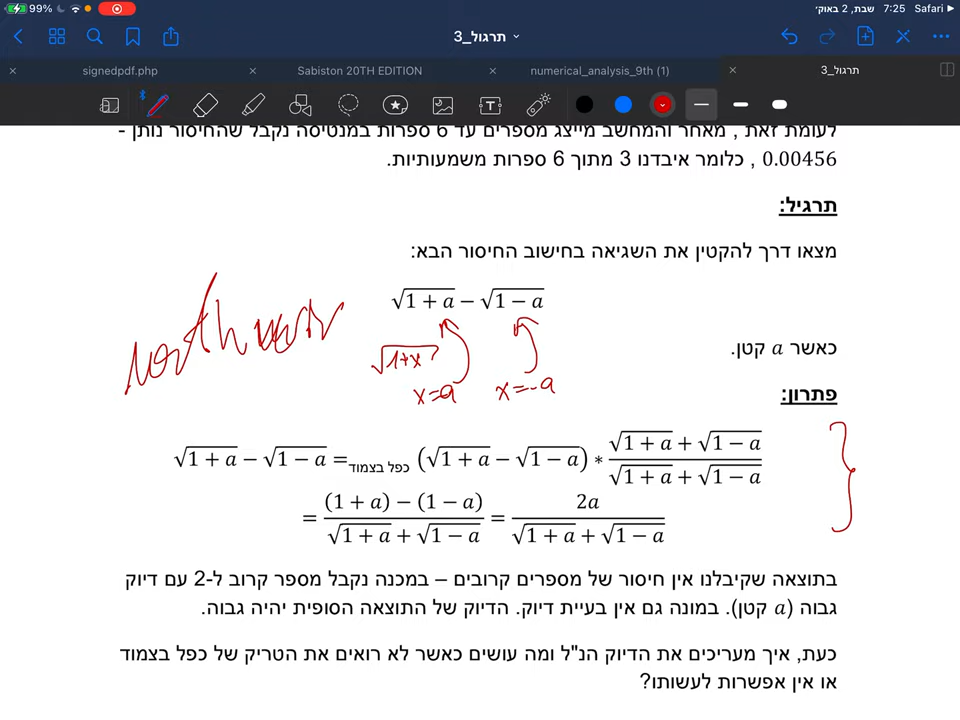 99% שבת, 2 באוק׳ 7:25 Safari
תרגול_3
signedpdf.php Sabiston 20TH EDITION numerical_analysis_9th (1) תרגול_3
לעומת זאת, מאחר והמחשב מייצג מספרים עד 6 ספרות במנטיסה נקבל שהחיסור נותן -
0.00456, כלומר איבדנו 3 מתוך 6 ספרות משמעותיות.
תרגיל:
מצאו דרך להקטין את השגיאה בחישוב החיסור הבא:
√(1 + a) − √(1 − a)
√(1+x)
כאשר a קטן.
x=a x=-a
פתרון:
√(1 + a) − √(1 − a) =כפל בצמוד (√(1 + a) − √(1 − a)) ∗ (√(1 + a) + √(1 − a)) / (√(1 + a) + √(1 − a))
= ((1 + a) − (1 − a)) / (√(1 + a) + √(1 − a)) = 2a / (√(1 + a) + √(1 − a))
בתוצאה שקיבלנו אין חיסור של מספרים קרובים – במכנה נקבל מספר קרוב ל-2 עם דיוק
גבוה (a קטן). במונה גם אין בעיית דיוק. הדיוק של התוצאה הסופית יהיה גבוה.
כעת, איך מעריכים את הדיוק הנ"ל ומה עושים כאשר לא רואים את הטריק של כפל בצמוד
או אין אפשרות לעשותו?